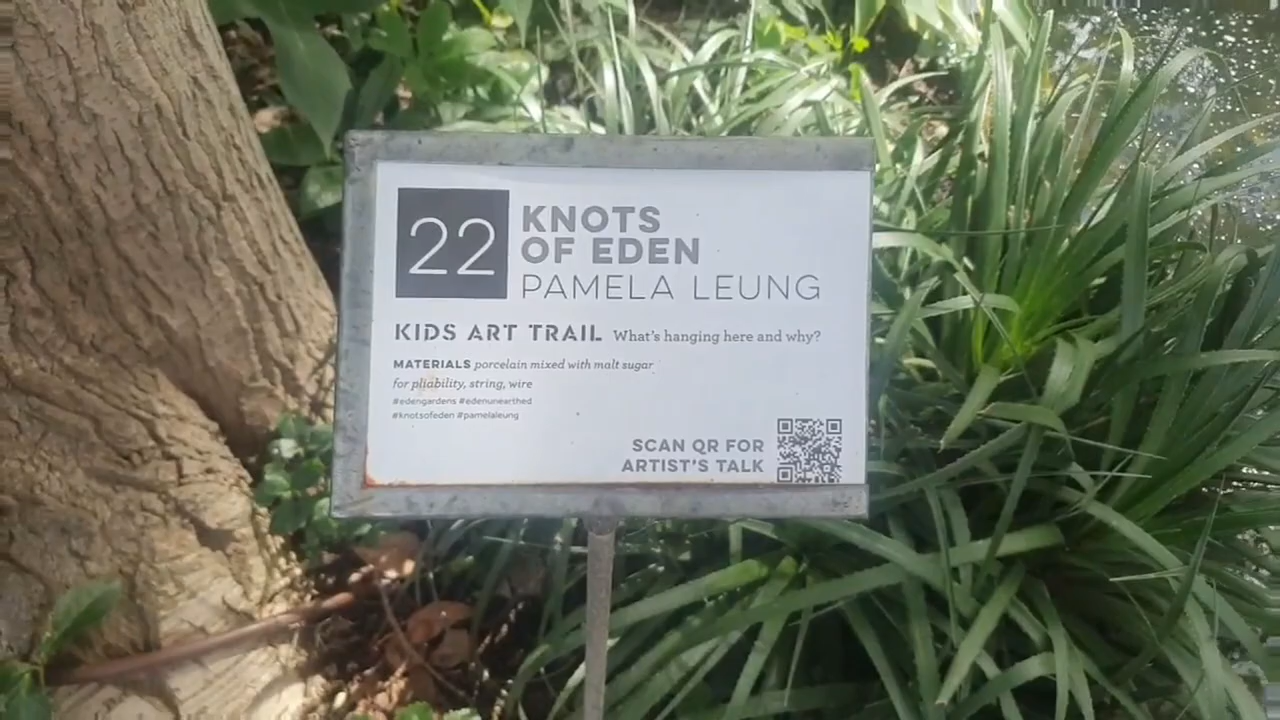 22
KNOTS
OF EDEN
PAMELA LEUNG
KIDS ART TRAIL What's hanging here and why?
MATERIALS porcelain mixed with malt sugar
for pliability, string, wire
#edengardens #edenunearthed
#knotsofeden #pamelaleung
SCAN QR FOR
ARTIST'S TALK